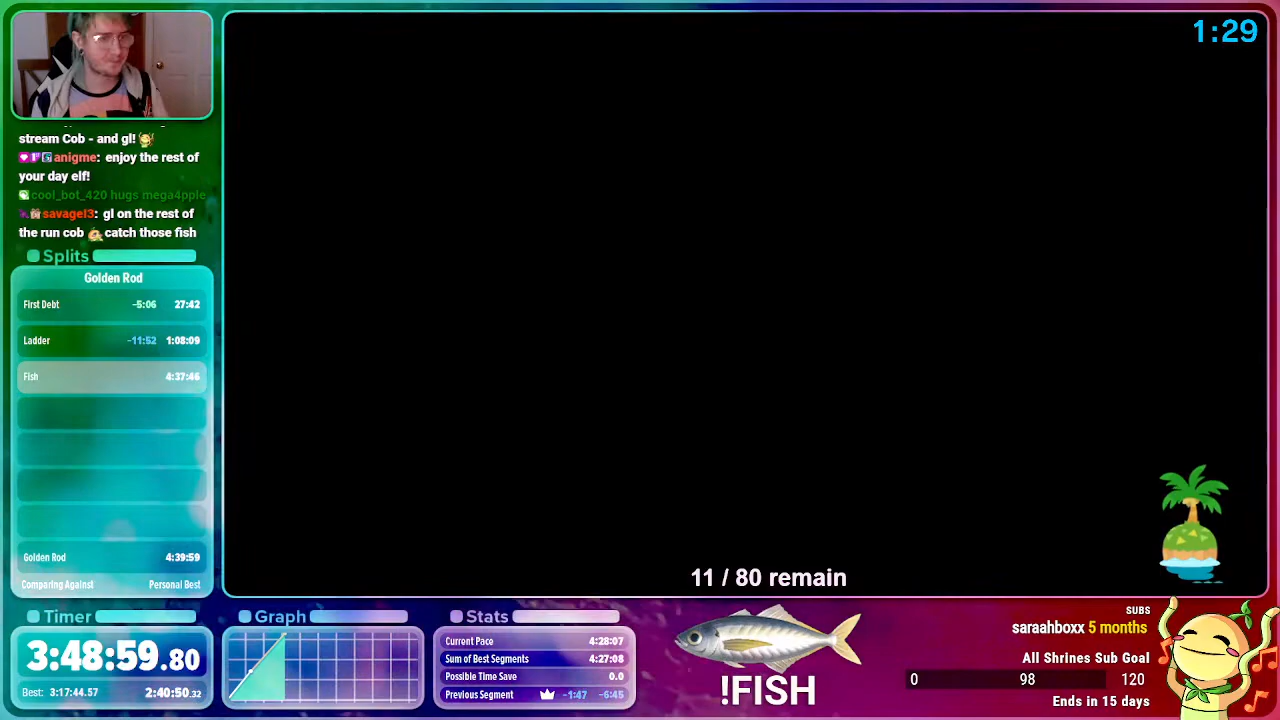 1:29
stream Cob - and gl!
anigme: enjoy the rest of
your day elf!
cool_bot_420 hugs mega4pple
savagel3: gl on the rest of
the run cob catch those fish
Splits
Golden Rod
First Debt -5:06 27:42
Ladder -11:52 1:08:09
Fish 4:37:46
Golden Rod 4:39:59
Comparing Against Personal Best
11 / 80 remain
Timer
3:48:59.80
Best: 3:17:44.57 2:40:50.32
Graph
Stats
Current Pace 4:28:07
Sum of Best Segments 4:27:08
Possible Time Save 0.0
Previous Segment -1:47 -6:45
!FISH
SUBS
saraahboxx 5 months
All Shrines Sub Goal
0 98 120
Ends in 15 days